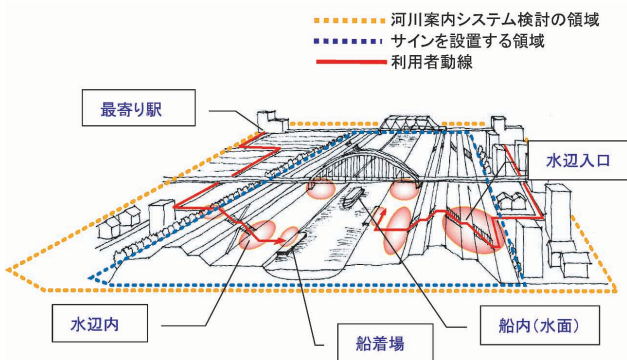 河川案内システム検討の領域
サインを設置する領域
利用者動線
最寄り駅
水辺入口
水辺内
船着場
船内(水面)